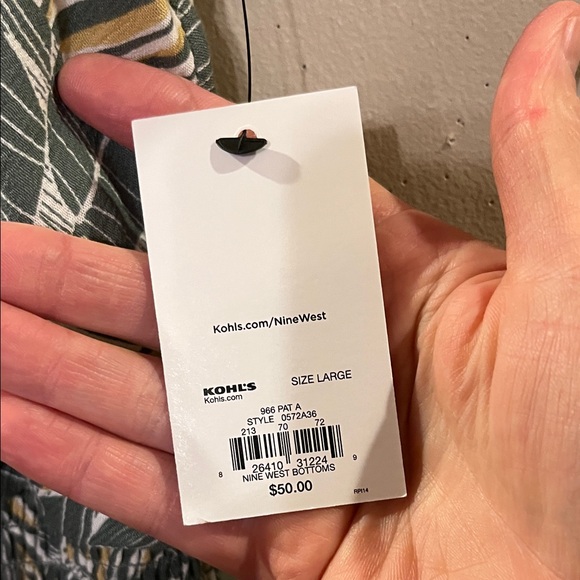 Kohls.com/NineWest
KOHL'S SIZE LARGE
Kohls.com
966 PAT A
STYLE 0572A36
213 70 72
8 26410 31224 9
NINE WEST BOTTOMS
$50.00 RPI14